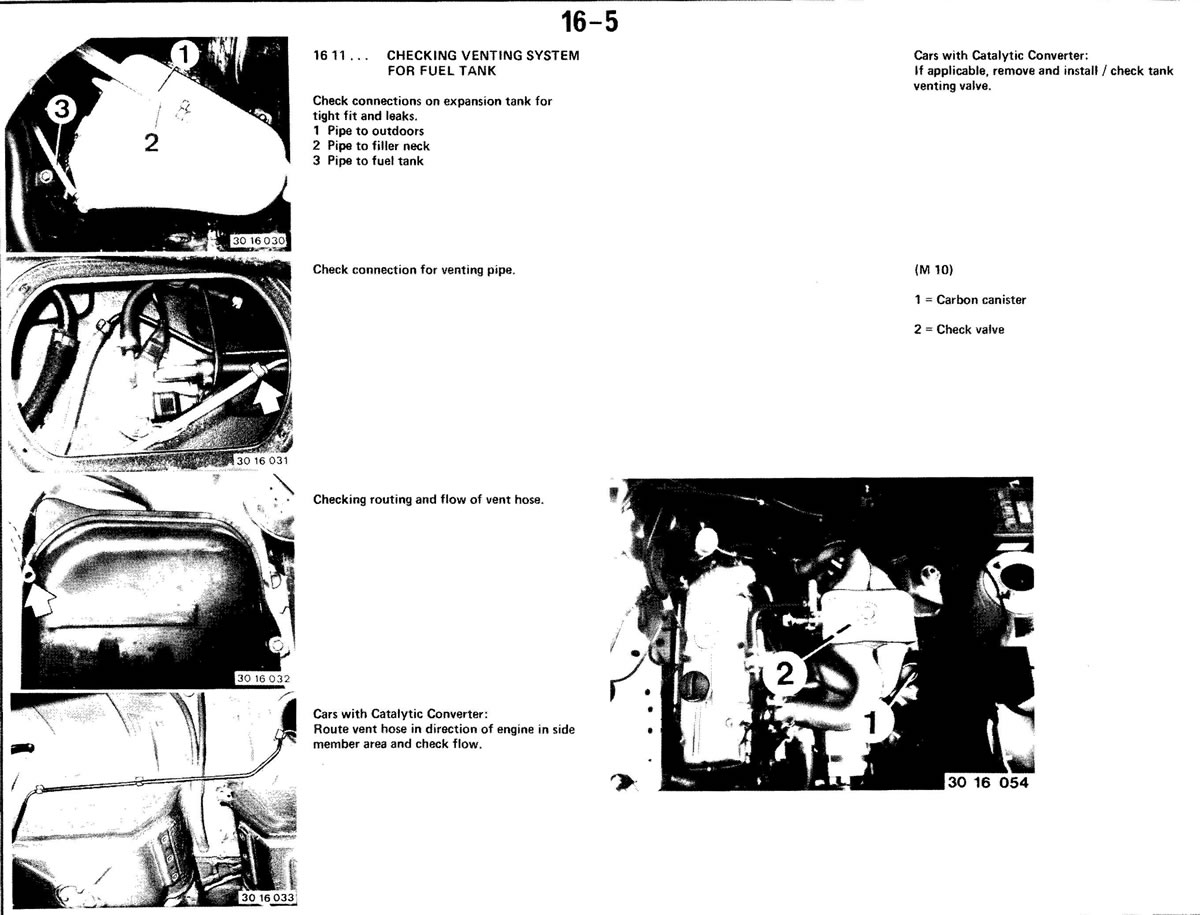 16-5
1
3
2
30 16 030
16 11 . . . CHECKING VENTING SYSTEM
FOR FUEL TANK
Check connections on expansion tank for
tight fit and leaks.
1 Pipe to outdoors
2 Pipe to filler neck
3 Pipe to fuel tank
30 16 031
Check connection for venting pipe.
30 16 032
Checking routing and flow of vent hose.
30 16 033
Cars with Catalytic Converter:
Route vent hose in direction of engine in side
member area and check flow.
Cars with Catalytic Converter:
If applicable, remove and install / check tank
venting valve.
(M 10)
1 = Carbon canister
2 = Check valve
2
1
30 16 054